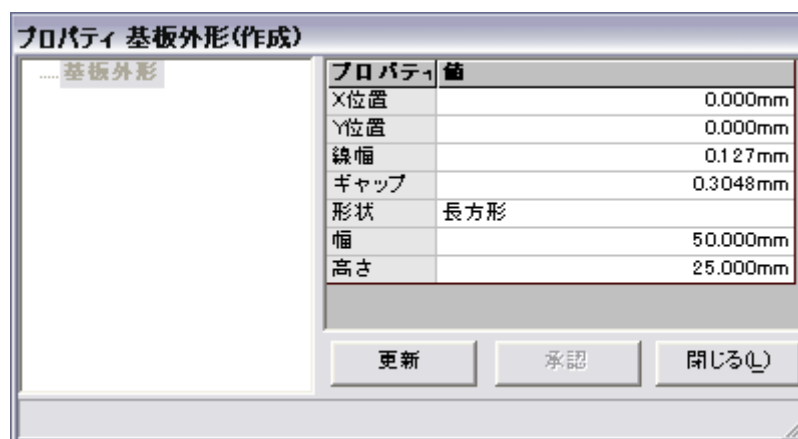 プロパティ 基板外形(作成)
基板外形
プロパティ 値
X位置 0.000mm
Y位置 0.000mm
線幅 0.127mm
ギャップ 0.3048mm
形状 長方形
幅 50.000mm
高さ 25.000mm
更新 承認 閉じる(L)